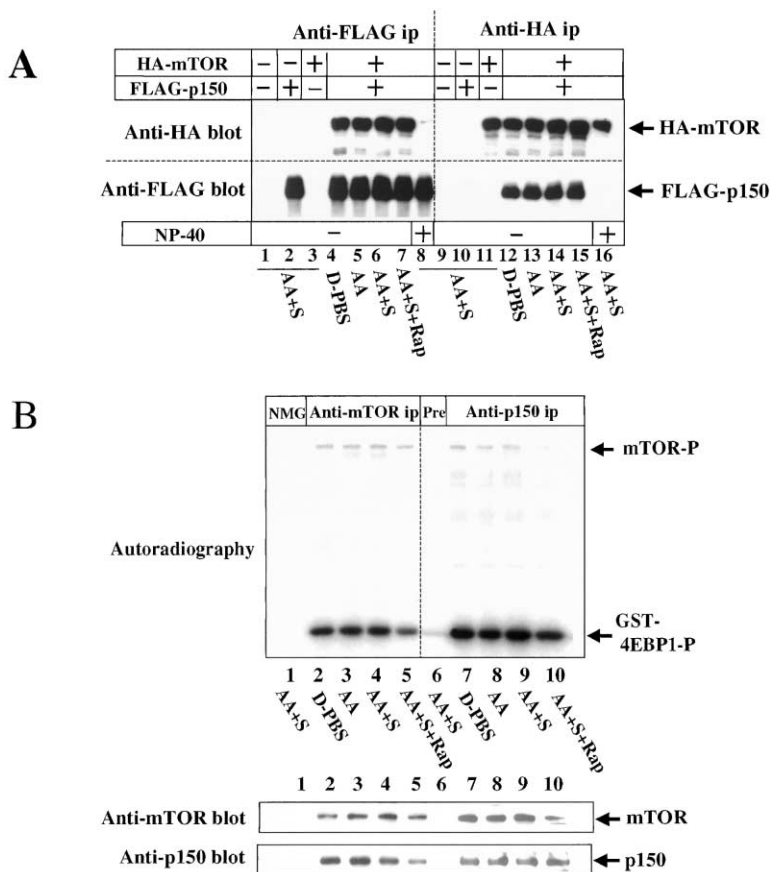 A
Anti-FLAG ip Anti-HA ip
HA-mTOR − − + + − − + +
FLAG-p150 − + − + − + − +
Anti-HA blot HA-mTOR
Anti-FLAG blot FLAG-p150
NP-40 − + − +
1 2 3 4 5 6 7 8 9 10 11 12 13 14 15 16
AA+S D-PBS AA AA+S AA+S+Rap AA+S D-PBS AA AA+S AA+S+Rap AA+S
B
NMG Anti-mTOR ip Pre Anti-p150 ip
mTOR-P
Autoradiography
GST-
4EBP1-P
1 2 3 4 5 6 7 8 9 10
AA+S D-PBS AA AA+S AA+S+Rap AA+S D-PBS AA AA+S AA+S+Rap
1 2 3 4 5 6 7 8 9 10
Anti-mTOR blot mTOR
Anti-p150 blot p150